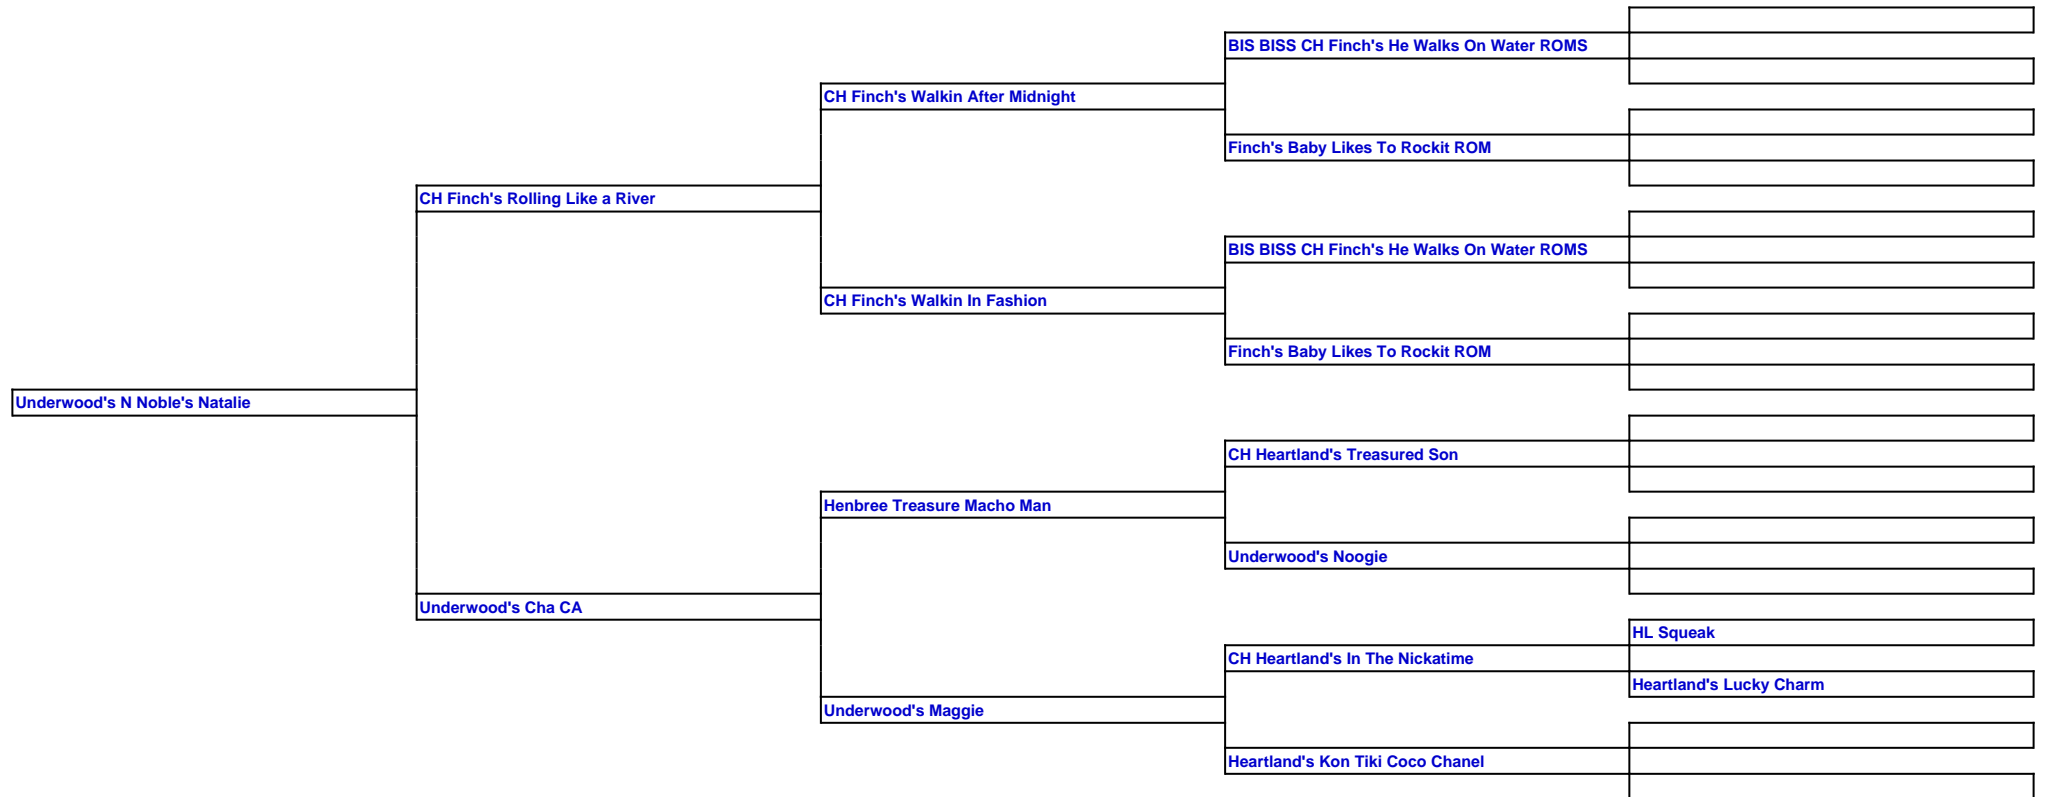 BIS BISS CH Finch's He Walks On Water ROMS
CH Finch's Walkin After Midnight
Finch's Baby Likes To Rockit ROM
CH Finch's Rolling Like a River
BIS BISS CH Finch's He Walks On Water ROMS
CH Finch's Walkin In Fashion
Finch's Baby Likes To Rockit ROM
Underwood's N Noble's Natalie
CH Heartland's Treasured Son
Henbree Treasure Macho Man
Underwood's Noogie
Underwood's Cha CA
HL Squeak
CH Heartland's In The Nickatime
Heartland's Lucky Charm
Underwood's Maggie
Heartland's Kon Tiki Coco Chanel